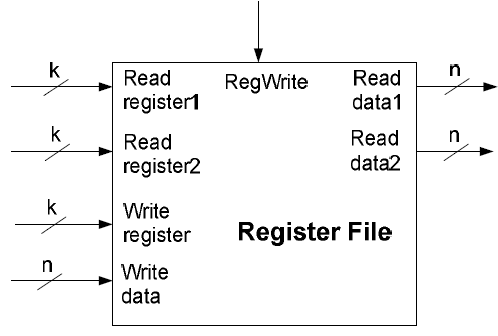 k
Read
register1
RegWrite
Read
data1
n
k
Read
register2
Read
data2
n
k
Write
register
Register File
n
Write
data